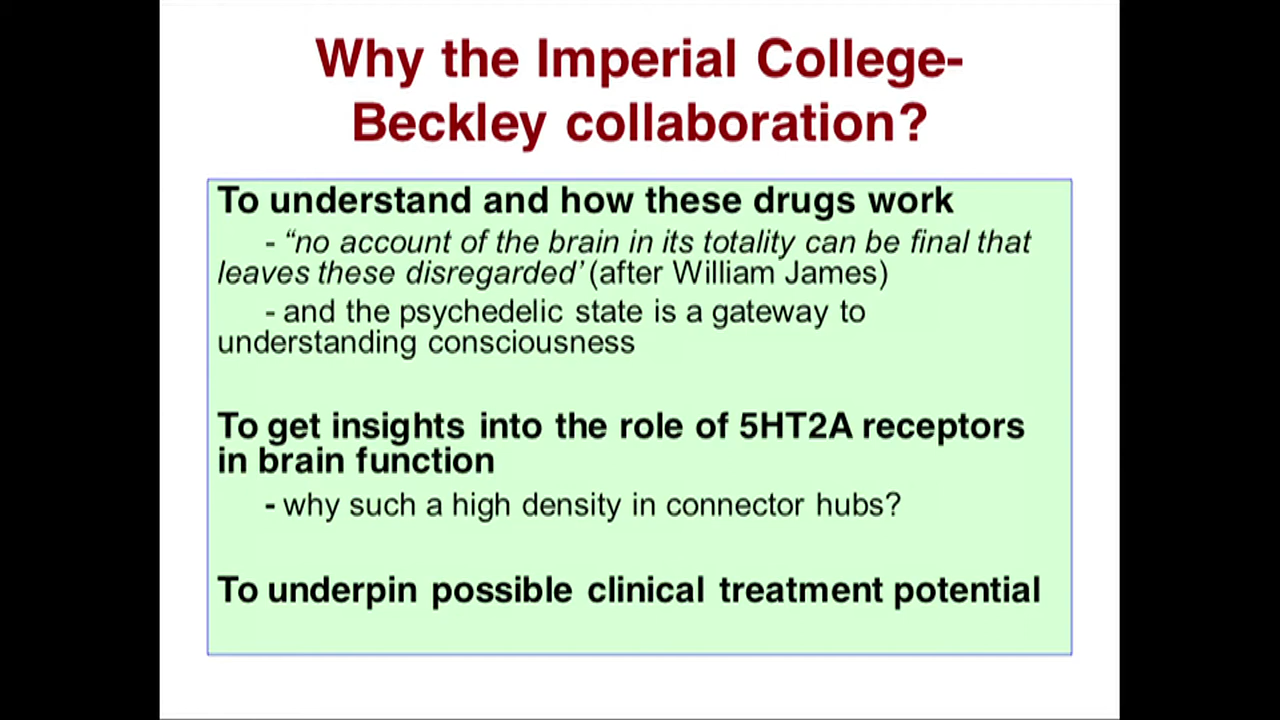 Why the Imperial College-
Beckley collaboration?
To understand and how these drugs work
- “no account of the brain in its totality can be final that
leaves these disregarded’ (after William James)
- and the psychedelic state is a gateway to
understanding consciousness
To get insights into the role of 5HT2A receptors
in brain function
- why such a high density in connector hubs?
To underpin possible clinical treatment potential